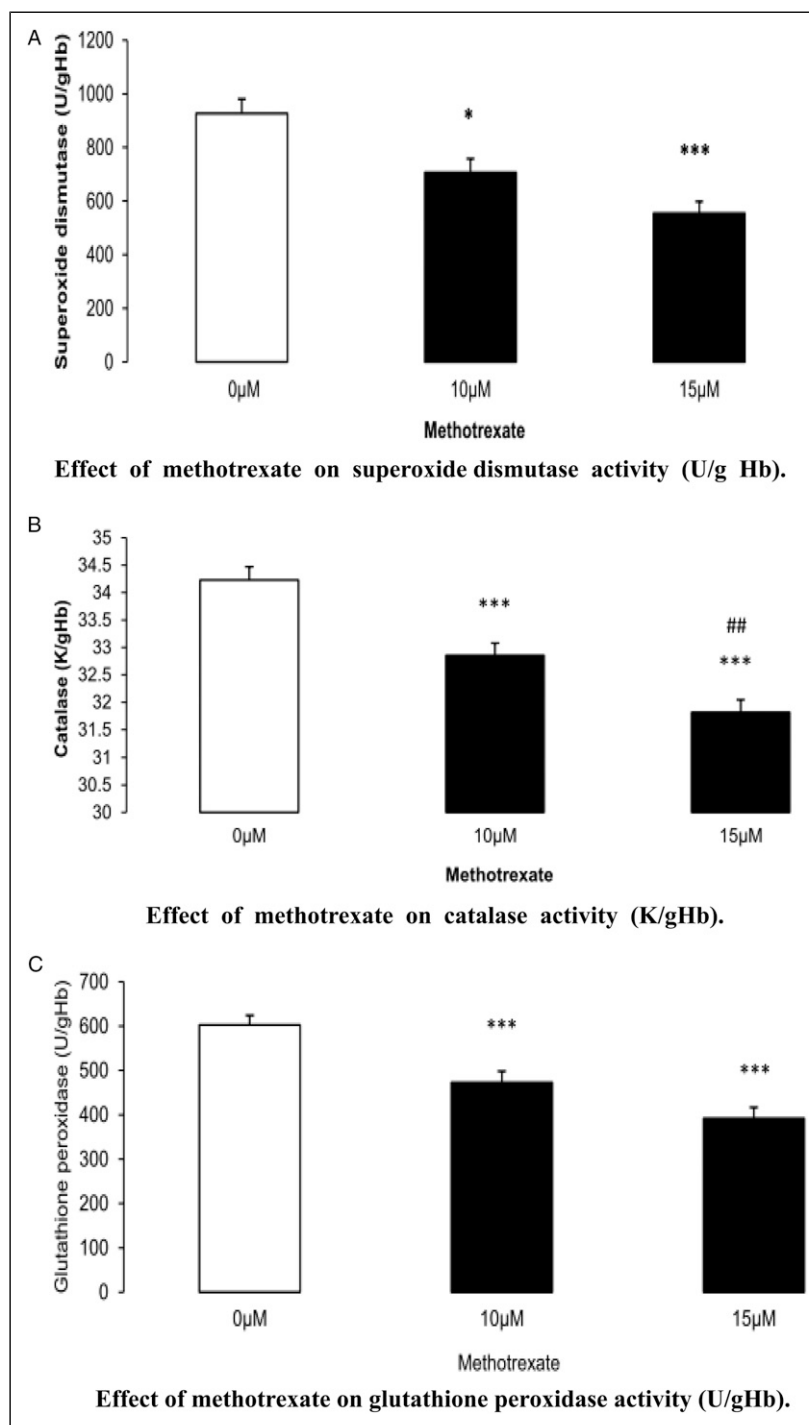 A
Superoxide dismutase (U/gHb)
1200
1000
800
600
400
200
0
*
***
0µM
10µM
15µM
Methotrexate
Effect of methotrexate on superoxide dismutase activity (U/g Hb).
B
Catalase (K/gHb)
35
34.5
34
33.5
33
32.5
32
31.5
31
30.5
30
***
##
***
0µM
10µM
15µM
Methotrexate
Effect of methotrexate on catalase activity (K/gHb).
C
Glutathione peroxidase (U/gHb)
700
600
500
400
300
200
100
0
***
***
0µM
10µM
15µM
Methotrexate
Effect of methotrexate on glutathione peroxidase activity (U/gHb).